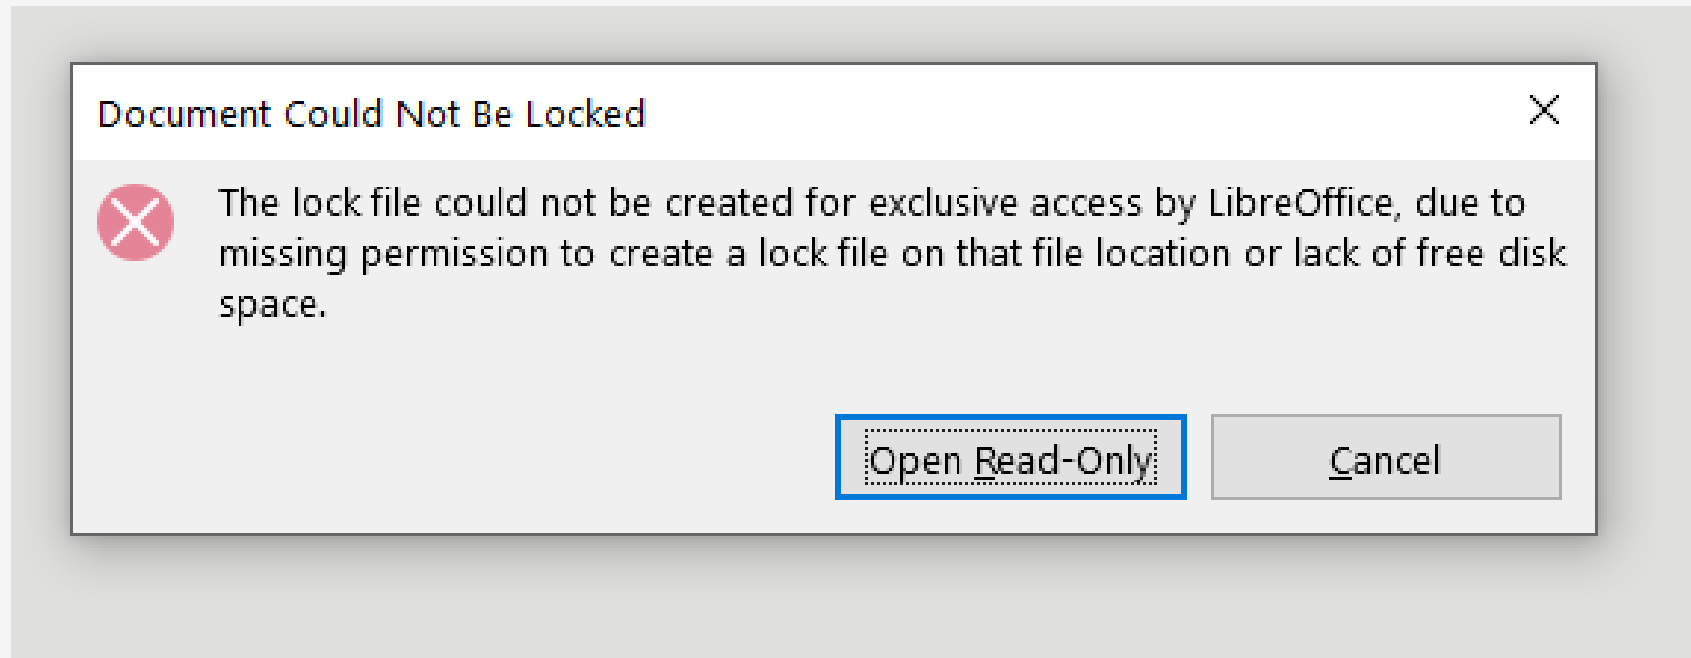 Document Could Not Be Locked
The lock file could not be created for exclusive access by LibreOffice, due to
missing permission to create a lock file on that file location or lack of free disk
space.
Open Read-Only
Cancel